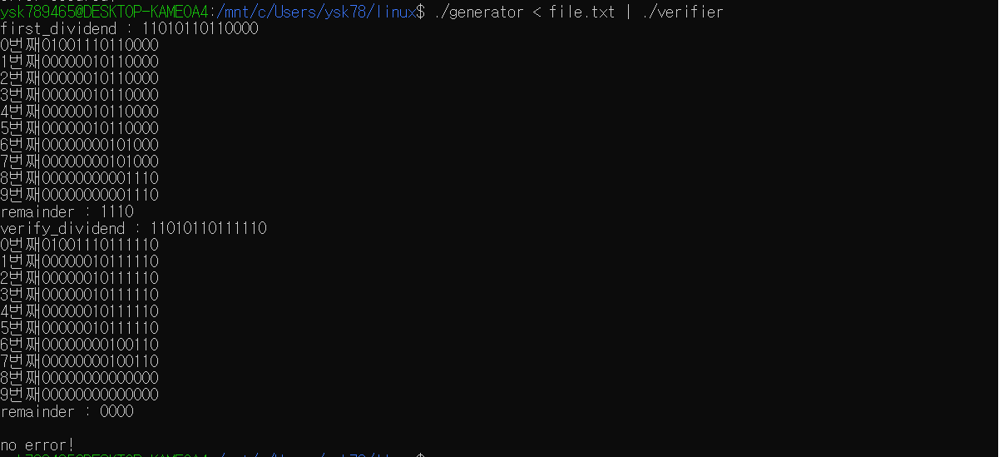 ysk789465@DESKTOP-KAMEOA4:/mnt/c/Users/ysk78/linux$ ./generator < file.txt | ./verifier
first_dividend : 11010110110000
0번째01001110110000
1번째00000010110000
2번째00000010110000
3번째00000010110000
4번째00000010110000
5번째00000010110000
6번째00000000101000
7번째00000000101000
8번째00000000001110
9번째00000000001110
remainder : 1110
verify_dividend : 11010110111110
0번째01001110111110
1번째00000010111110
2번째00000010111110
3번째00000010111110
4번째00000010111110
5번째00000010111110
6번째00000000100110
7번째00000000100110
8번째00000000000000
9번째00000000000000
remainder : 0000
no error!